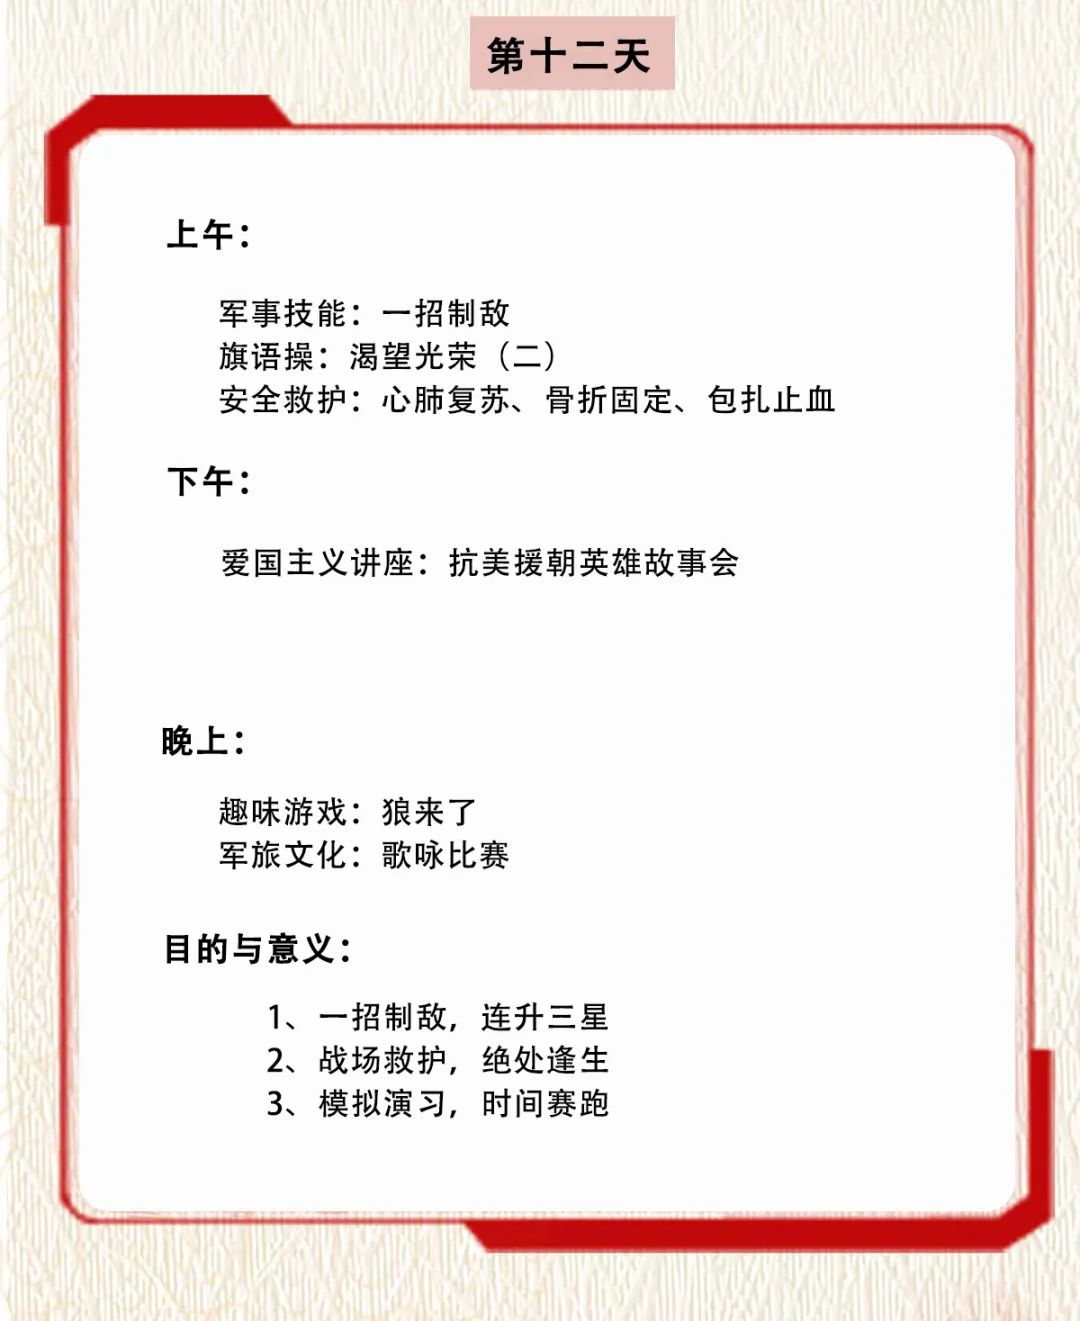 第十二天
上午：
军事技能：一招制敌
旗语操：渴望光荣（二）
安全救护：心肺复苏、骨折固定、包扎止血
下午：
爱国主义讲座：抗美援朝英雄故事会
晚上：
趣味游戏：狼来了
军旅文化：歌咏比赛
目的与意义：
1、一招制敌，连升三星
2、战场救护，绝处逢生
3、模拟演习，时间赛跑